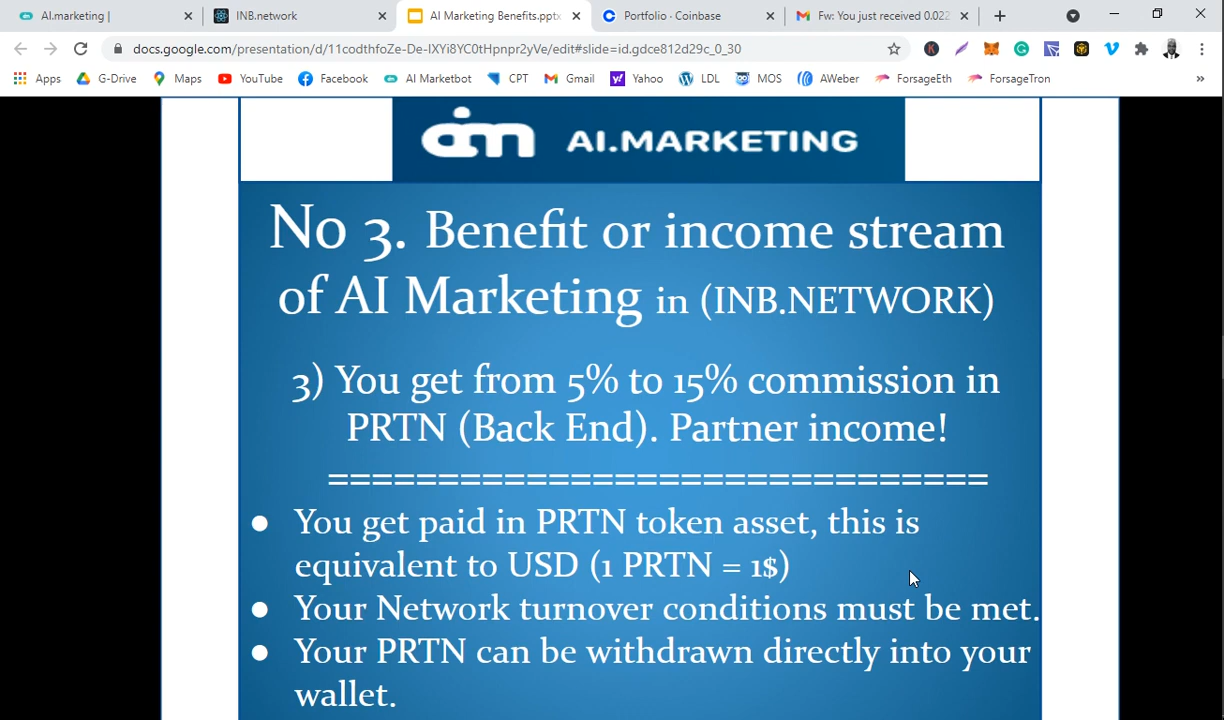 AI.marketing |
INB.network
AI Marketing Benefits.pptx
Portfolio - Coinbase
Fw: You just received 0.022
docs.google.com/presentation/d/11codthfoZe-De-IXYi8YC0tHpnpr2yVe/edit#slide=id.gdce812d29c_0_30
Apps G-Drive Maps YouTube Facebook AI Marketbot CPT Gmail Yahoo LDL MOS AWeber ForsageEth ForsageTron »
aim AI.MARKETING
No 3. Benefit or income stream
of AI Marketing in (INB.NETWORK)
3) You get from 5% to 15% commission in
PRTN (Back End). Partner income!
==============================
● You get paid in PRTN token asset, this is
equivalent to USD (1 PRTN = 1$)
● Your Network turnover conditions must be met.
● Your PRTN can be withdrawn directly into your
wallet.